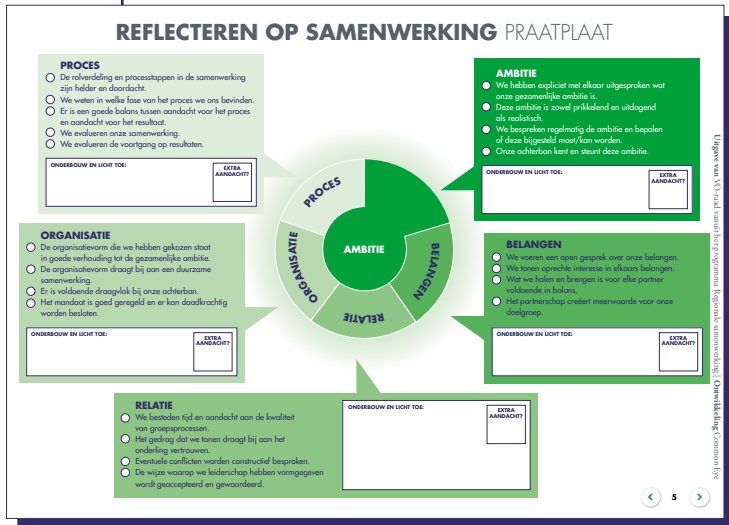 REFLECTEREN OP SAMENWERKING PRAATPLAAT
PROCES
De rolverdeling en processtappen in de samenwerking
zijn helder en doordacht.
We weten in welke fase van het proces we ons bevinden.
Er is een goede balans tussen aandacht voor het proces
en aandacht voor het resultaat.
We evalueren onze samenwerking.
We evalueren de voortgang op resultaten.
ONDERBOUW EN LICHT TOE:
EXTRA
AANDACHT?
AMBITIE
We hebben expliciet met elkaar uitgesproken wat
onze gezamenlijke ambitie is.
Deze ambitie is zowel prikkelend en uitdagend
als realistisch.
We bespreken regelmatig de ambitie en bepalen
of deze bijgesteld moet/kan worden.
Onze achterban kent en steunt deze ambitie.
ONDERBOUW EN LICHT TOE:
EXTRA
AANDACHT?
PROCES
ORGANISATIE
AMBITIE
BELANGEN
RELATIE
ORGANISATIE
De organisatievorm die we hebben gekozen staat
in goede verhouding tot de gezamenlijke ambitie.
De organisatievorm draagt bij aan een duurzame
samenwerking.
Er is voldoende draagvlak bij onze achterban.
Het mandaat is goed geregeld en er kan daadkrachtig
worden besloten.
ONDERBOUW EN LICHT TOE:
EXTRA
AANDACHT?
BELANGEN
We voeren een open gesprek over onze belangen.
We tonen oprechte interesse in elkaars belangen.
Wat we halen en brengen is voor elke partner
voldoende in balans.
Het partnerschap creëert meerwaarde voor onze
doelgroep.
ONDERBOUW EN LICHT TOE:
EXTRA
AANDACHT?
RELATIE
We besteden tijd en aandacht aan de kwaliteit
van groepsprocessen.
Het gedrag dat we tonen draagt bij aan het
onderling vertrouwen.
Eventuele conflicten worden constructief besproken.
De wijze waarop we leiderschap hebben vormgegeven
wordt geaccepteerd en gewaardeerd.
ONDERBOUW EN LICHT TOE:
EXTRA
AANDACHT?
Uitgave van VO-raad vanuit het programma Regionale samenwerking | Ontwikkeling Common Eye
5